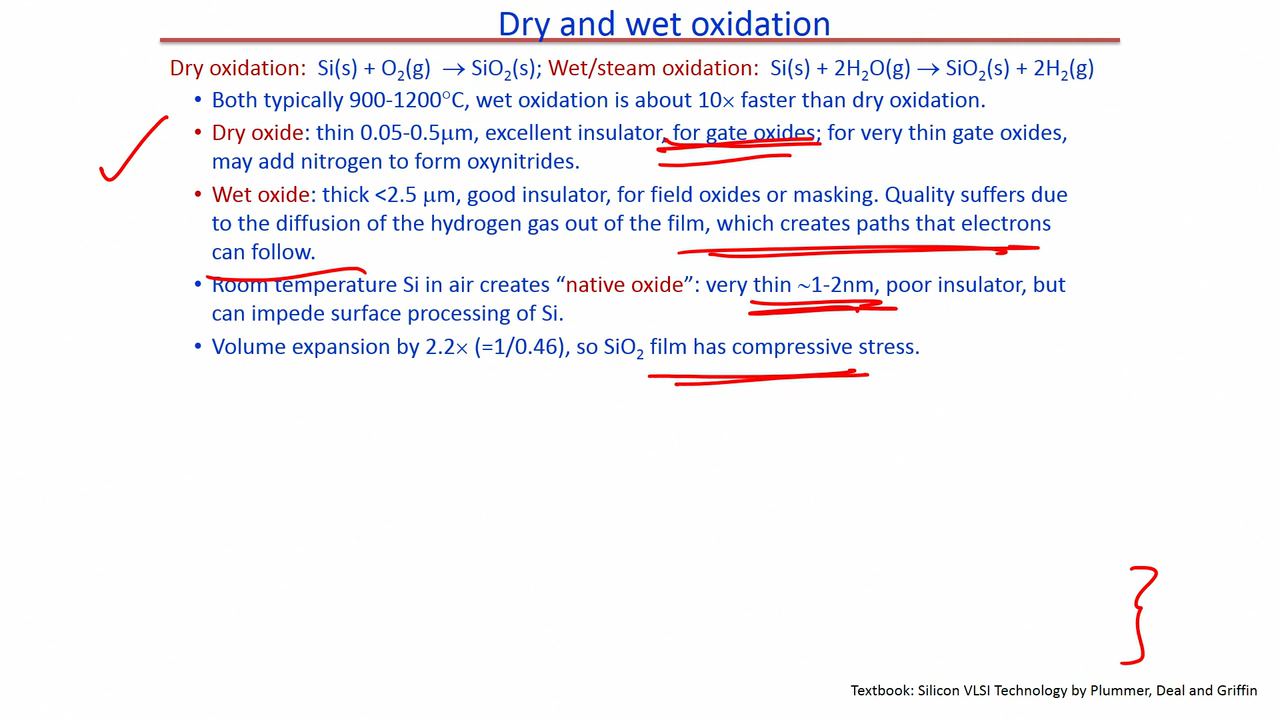 Dry and wet oxidation
Dry oxidation: Si(s) + O₂(g) → SiO₂(s); Wet/steam oxidation: Si(s) + 2H₂O(g) → SiO₂(s) + 2H₂(g)
• Both typically 900-1200°C, wet oxidation is about 10× faster than dry oxidation.
• Dry oxide: thin 0.05-0.5μm, excellent insulator, for gate oxides; for very thin gate oxides,
may add nitrogen to form oxynitrides.
• Wet oxide: thick <2.5 μm, good insulator, for field oxides or masking. Quality suffers due
to the diffusion of the hydrogen gas out of the film, which creates paths that electrons
can follow.
• Room temperature Si in air creates “native oxide”: very thin ~1-2nm, poor insulator, but
can impede surface processing of Si.
• Volume expansion by 2.2× (=1/0.46), so SiO₂ film has compressive stress.
Textbook: Silicon VLSI Technology by Plummer, Deal and Griffin